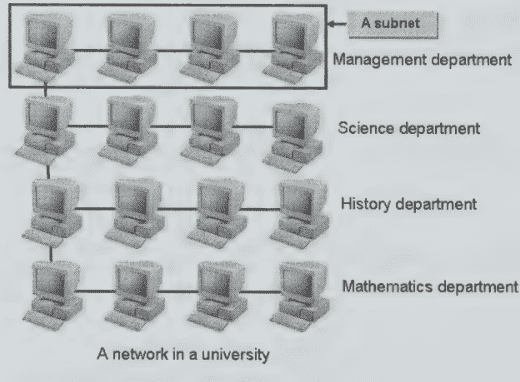 A subnet
Management department
Science department
History department
Mathematics department
A network in a university